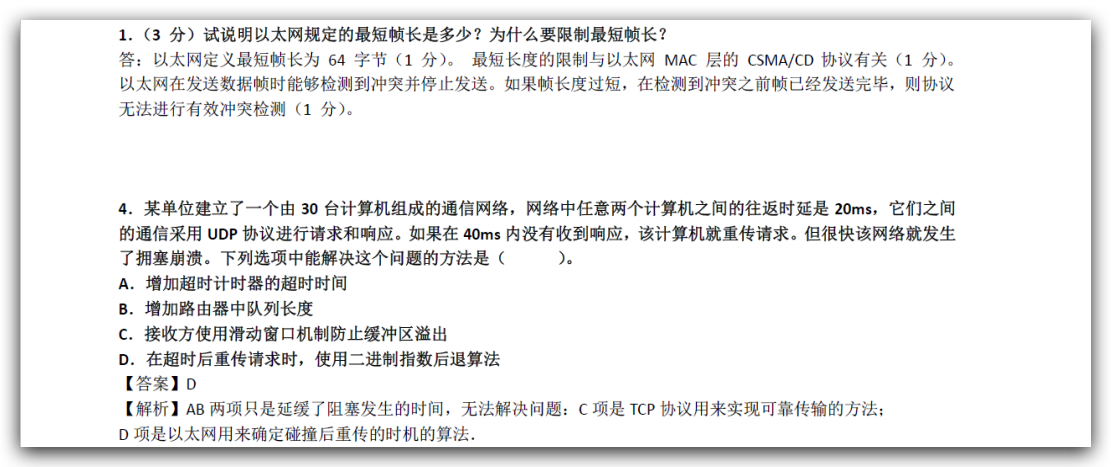 1.（3 分）试说明以太网规定的最短帧长是多少？为什么要限制最短帧长？
答：以太网定义最短帧长为 64 字节（1 分）。 最短长度的限制与以太网 MAC 层的 CSMA/CD 协议有关（1 分）。
以太网在发送数据帧时能够检测到冲突并停止发送。如果帧长度过短，在检测到冲突之前帧已经发送完毕，则协议
无法进行有效冲突检测（1 分）。
4．某单位建立了一个由 30 台计算机组成的通信网络，网络中任意两个计算机之间的往返时延是 20ms，它们之间
的通信采用 UDP 协议进行请求和响应。如果在 40ms 内没有收到响应，该计算机就重传请求。但很快该网络就发生
了拥塞崩溃。下列选项中能解决这个问题的方法是（ ）。
A．增加超时计时器的超时时间
B．增加路由器中队列长度
C．接收方使用滑动窗口机制防止缓冲区溢出
D．在超时后重传请求时，使用二进制指数后退算法
【答案】D
【解析】AB 两项只是延缓了阻塞发生的时间，无法解决问题：C 项是 TCP 协议用来实现可靠传输的方法；
D 项是以太网用来确定碰撞后重传的时机的算法．